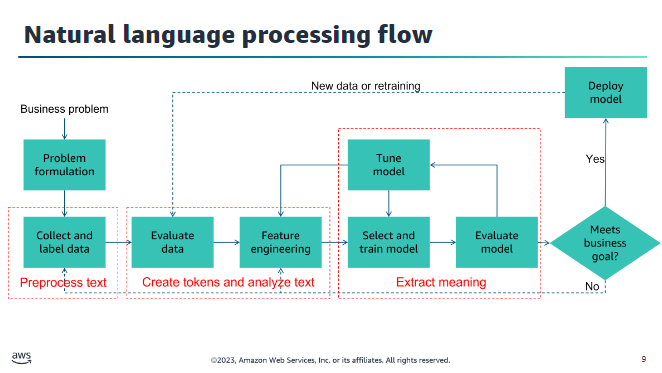 Natural language processing flow
New data or retraining
Deploy
model
Business problem
Yes
Problem
formulation
Tune
model
Collect and
label data
Evaluate
data
Feature
engineering
Select and
train model
Evaluate
model
Meets
business
goal?
Preprocess text
Create tokens and analyze text
Extract meaning
No
aws
©2023, Amazon Web Services, Inc. or its affiliates. All rights reserved.
9